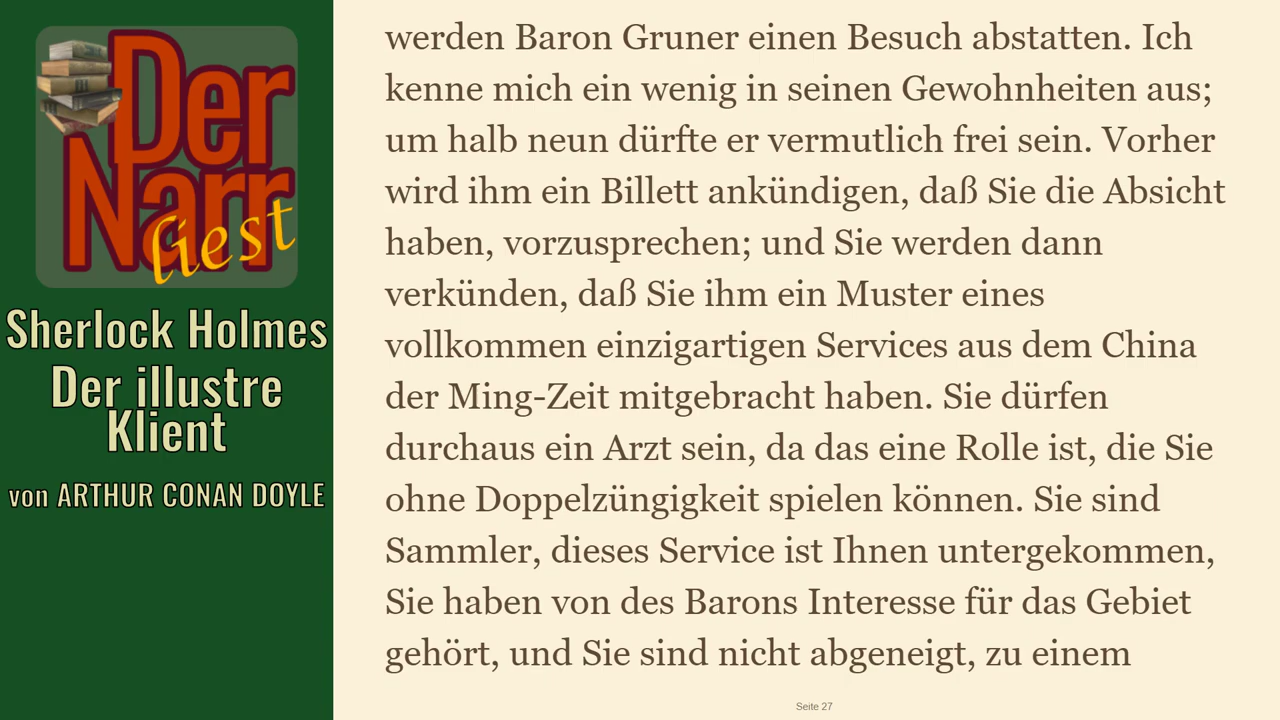 Der
Narr
liest
Sherlock Holmes
Der illustre
Klient
von ARTHUR CONAN DOYLE
werden Baron Gruner einen Besuch abstatten. Ich
kenne mich ein wenig in seinen Gewohnheiten aus;
um halb neun dürfte er vermutlich frei sein. Vorher
wird ihm ein Billett ankündigen, daß Sie die Absicht
haben, vorzusprechen; und Sie werden dann
verkünden, daß Sie ihm ein Muster eines
vollkommen einzigartigen Services aus dem China
der Ming-Zeit mitgebracht haben. Sie dürfen
durchaus ein Arzt sein, da das eine Rolle ist, die Sie
ohne Doppelzüngigkeit spielen können. Sie sind
Sammler, dieses Service ist Ihnen untergekommen,
Sie haben von des Barons Interesse für das Gebiet
gehört, und Sie sind nicht abgeneigt, zu einem
Seite 27